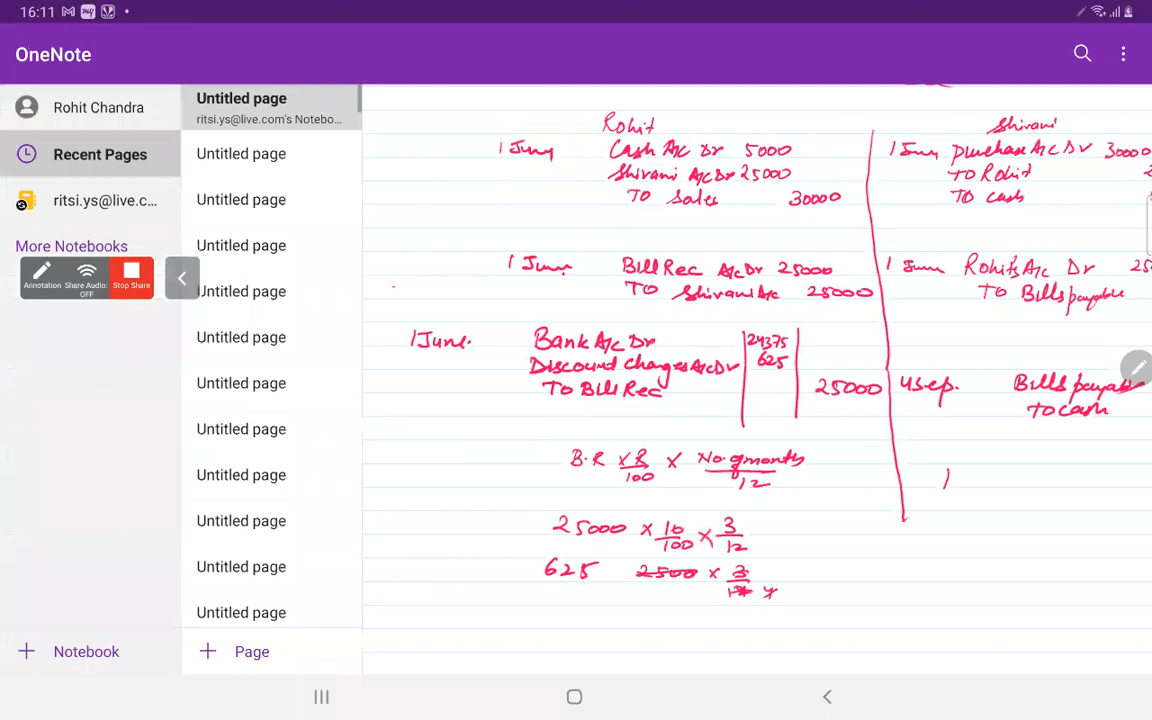 16:11
OneNote
Rohit Chandra
Recent Pages
ritsi.ys@live.c...
More Notebooks
Annotation
Share Audio: OFF
Stop Share
Notebook
Untitled page
ritsi.ys@live.com's Notebo...
Untitled page
Untitled page
Untitled page
Untitled page
Untitled page
Untitled page
Untitled page
Untitled page
Untitled page
Untitled page
Untitled page
Page
Rohit
1 June Cash A/c Dr 5000
Shivani A/c Dr 25000
To Sales 30000
1 June Bill Rec A/c Dr 25000
To Shivani A/c 25000
1 June. Bank A/c Dr 24375
Discount Charges A/c Dr 625
To Bill Rec 25000
B.R × R/100 × No. of months/12
25000 × 10/100 × 3/12
625 2500 × 3/12 4
Shivani
1 June purchase A/c Dr 30000
To Rohit
To cash
1 June Rohit's A/c Dr
To Bills payable
4 Sep. Bills payable
To cash